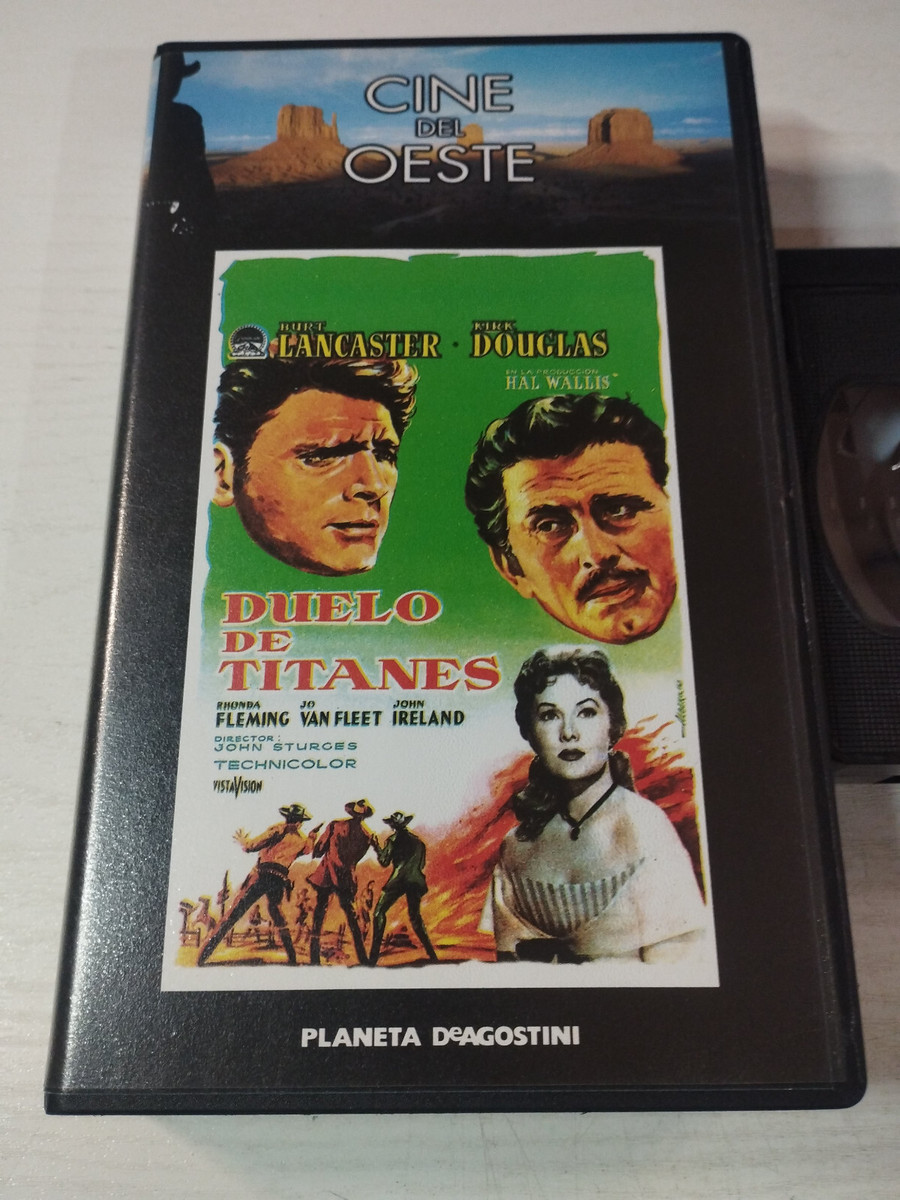 CINE
DEL
OESTE
BURT LANCASTER · KIRK DOUGLAS
EN LA PRODUCCIÓN
HAL WALLIS
DUELO
DE
TITANES
RHONDA FLEMING JO VAN FLEET JOHN IRELAND
DIRECTOR:
JOHN STURGES
TECHNICOLOR
VISTAVISION
PLANETA DeAGOSTINI